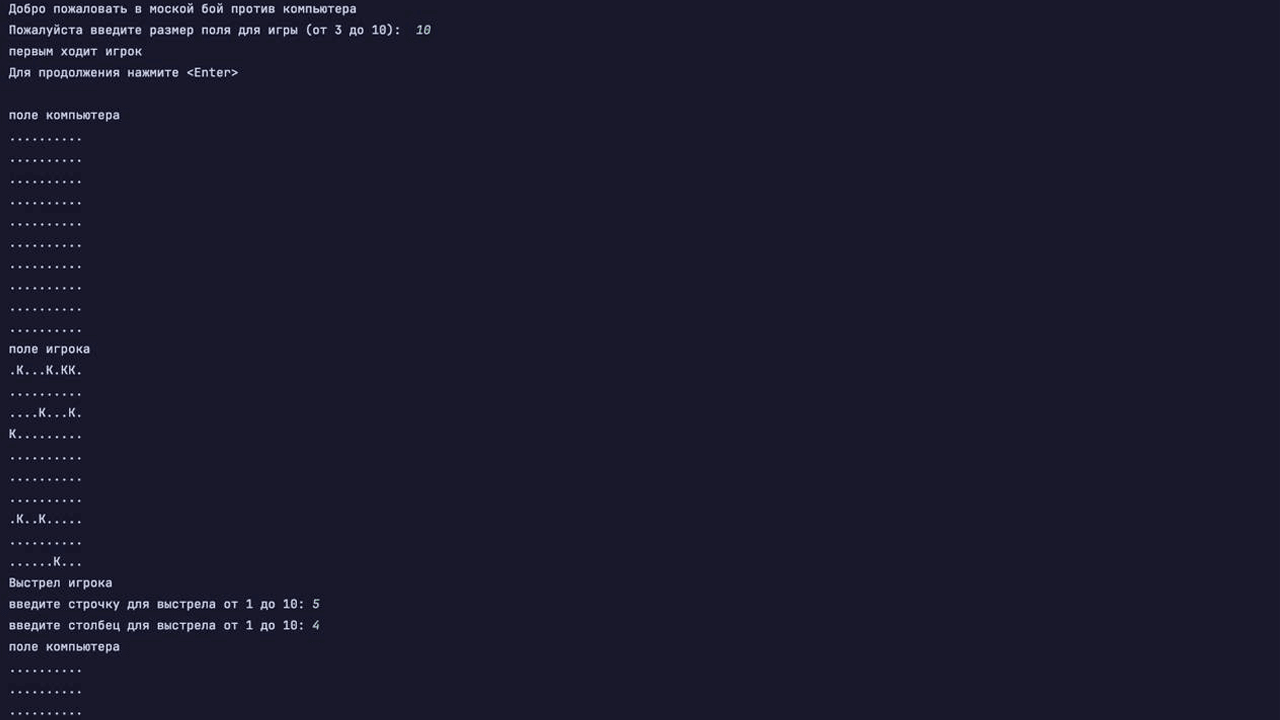 Добро пожаловать в моской бой против компьютера
Пожалуйста введите размер поля для игры (от 3 до 10):  10
первым ходит игрок
Для продолжения нажмите <Enter>
поле компьютера
..........
..........
..........
..........
..........
..........
..........
..........
..........
..........
поле игрока
.К...К.КК.
..........
....К...К.
К.........
..........
..........
..........
.К..К.....
..........
......К...
Выстрел игрока
введите строчку для выстрела от 1 до 10: 5
введите столбец для выстрела от 1 до 10: 4
поле компьютера
..........
..........
..........